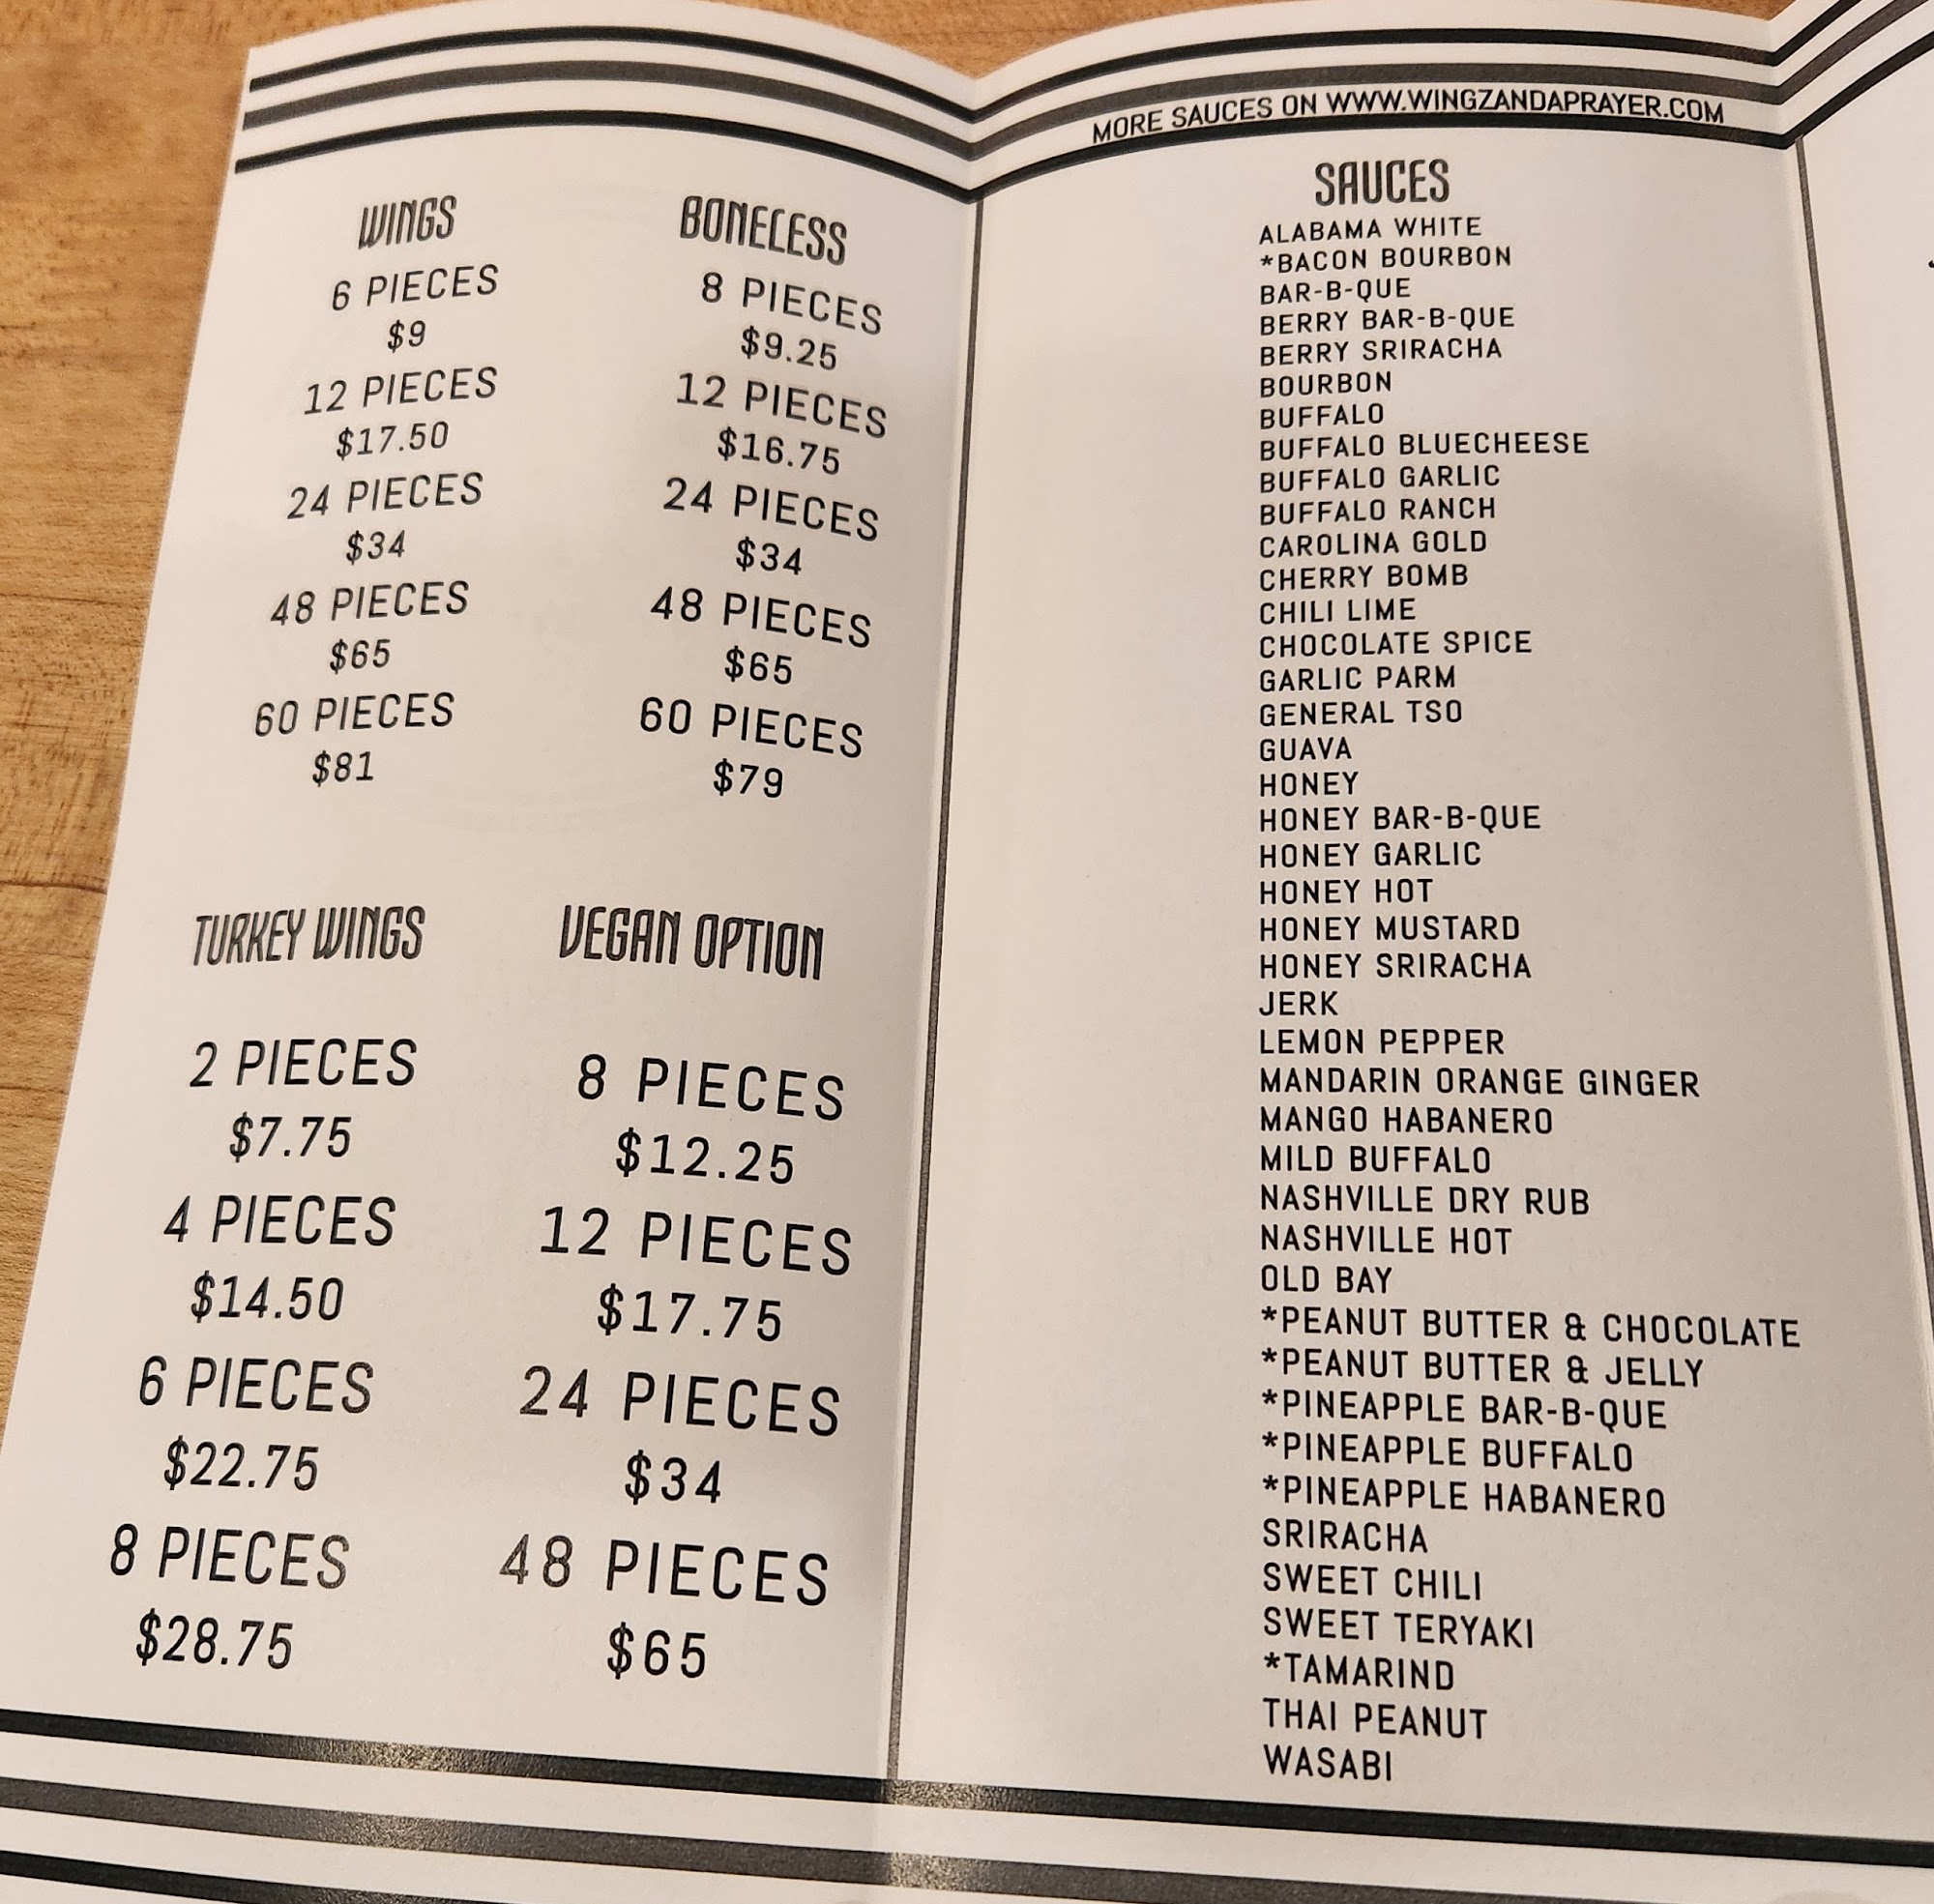 MORE SAUCES ON WWW.WINGZANDAPRAYER.COM
WINGS
6 PIECES
$9
12 PIECES
$17.50
24 PIECES
$34
48 PIECES
$65
60 PIECES
$81
BONELESS
8 PIECES
$9.25
12 PIECES
$16.75
24 PIECES
$34
48 PIECES
$65
60 PIECES
$79
TURKEY WINGS
2 PIECES
$7.75
4 PIECES
$14.50
6 PIECES
$22.75
8 PIECES
$28.75
VEGAN OPTION
8 PIECES
$12.25
12 PIECES
$17.75
24 PIECES
$34
48 PIECES
$65
SAUCES
ALABAMA WHITE
*BACON BOURBON
BAR-B-QUE
BERRY BAR-B-QUE
BERRY SRIRACHA
BOURBON
BUFFALO
BUFFALO BLUECHEESE
BUFFALO GARLIC
BUFFALO RANCH
CAROLINA GOLD
CHERRY BOMB
CHILI LIME
CHOCOLATE SPICE
GARLIC PARM
GENERAL TSO
GUAVA
HONEY
HONEY BAR-B-QUE
HONEY GARLIC
HONEY HOT
HONEY MUSTARD
HONEY SRIRACHA
JERK
LEMON PEPPER
MANDARIN ORANGE GINGER
MANGO HABANERO
MILD BUFFALO
NASHVILLE DRY RUB
NASHVILLE HOT
OLD BAY
*PEANUT BUTTER & CHOCOLATE
*PEANUT BUTTER & JELLY
*PINEAPPLE BAR-B-QUE
*PINEAPPLE BUFFALO
*PINEAPPLE HABANERO
SRIRACHA
SWEET CHILI
SWEET TERYAKI
*TAMARIND
THAI PEANUT
WASABI